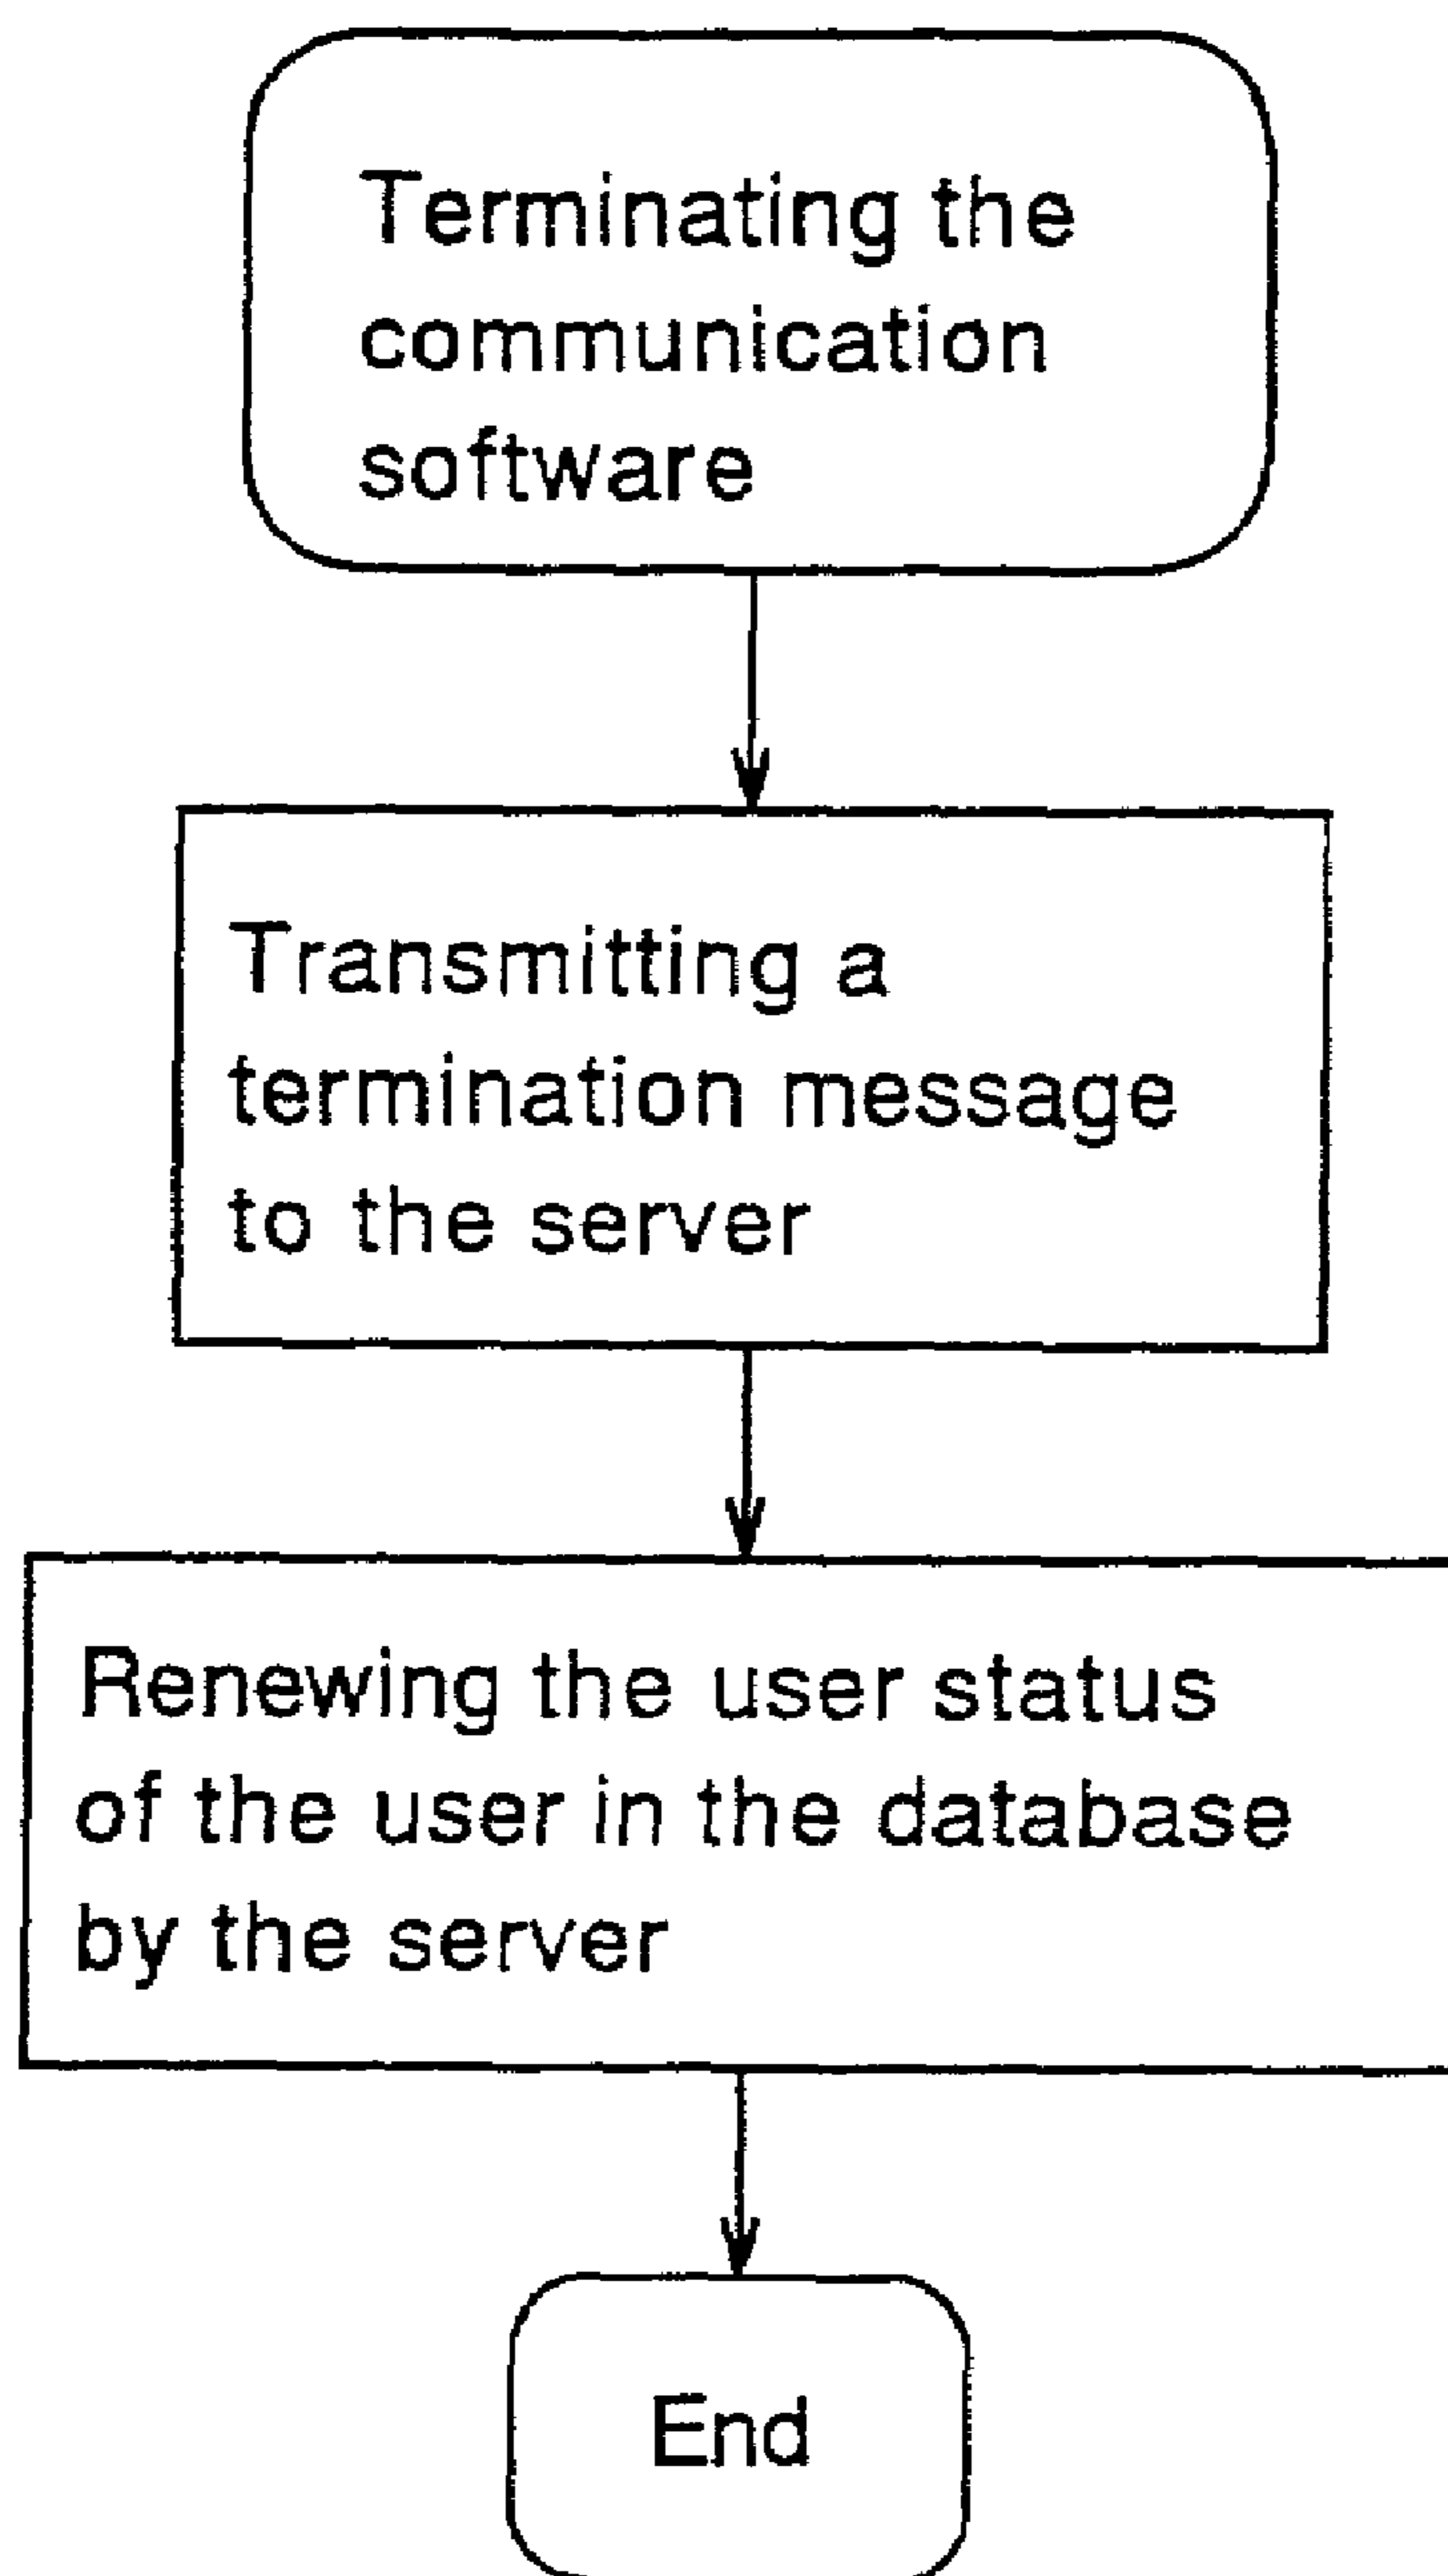 Terminating the
communication
software
Transmitting a
termination message
to the server
Renewing the user status
of the user in the database
by the server
End